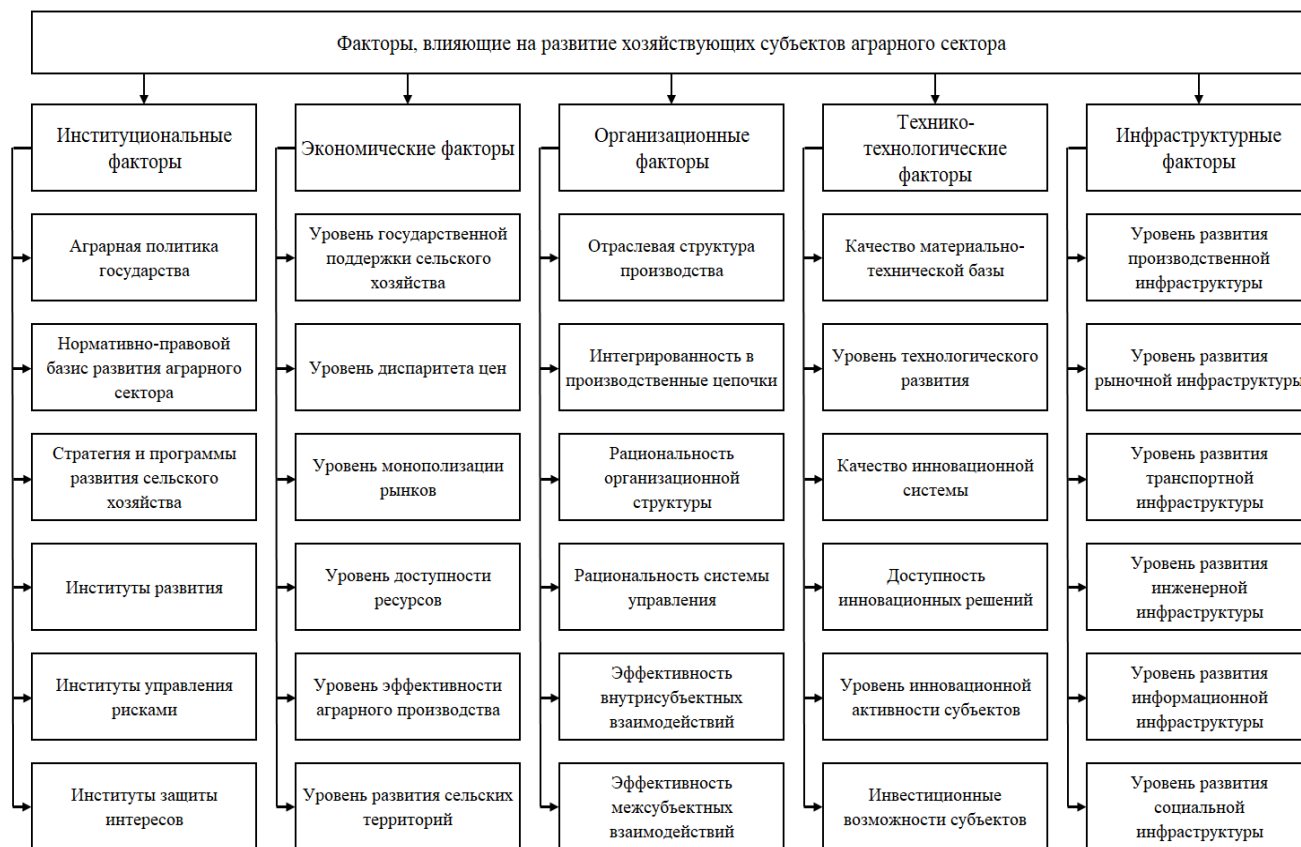 Факторы, влияющие на развитие хозяйствующих субъектов аграрного сектора
Институциональные
факторы
Экономические факторы
Организационные
факторы
Технико-
технологические
факторы
Инфраструктурные
факторы
Аграрная политика
государства
Уровень государственной
поддержки сельского
хозяйства
Отраслевая структура
производства
Качество материально-
технической базы
Уровень развития
производственной
инфраструктуры
Нормативно-правовой
базис развития аграрного
сектора
Уровень диспаритета цен
Интегрированность в
производственные цепочки
Уровень технологического
развития
Уровень развития
рыночной инфраструктуры
Стратегия и программы
развития сельского
хозяйства
Уровень монополизации
рынков
Рациональность
организационной
структуры
Качество инновационной
системы
Уровень развития
транспортной
инфраструктуры
Институты развития
Уровень доступности
ресурсов
Рациональность системы
управления
Доступность
инновационных решений
Уровень развития
инженерной
инфраструктуры
Институты управления
рисками
Уровень эффективности
аграрного производства
Эффективность
внутрисубъектных
взаимодействий
Уровень инновационной
активности субъектов
Уровень развития
информационной
инфраструктуры
Институты защиты
интересов
Уровень развития сельских
территорий
Эффективность
межсубъектных
взаимодействий
Инвестиционные
возможности субъектов
Уровень развития
социальной
инфраструктуры